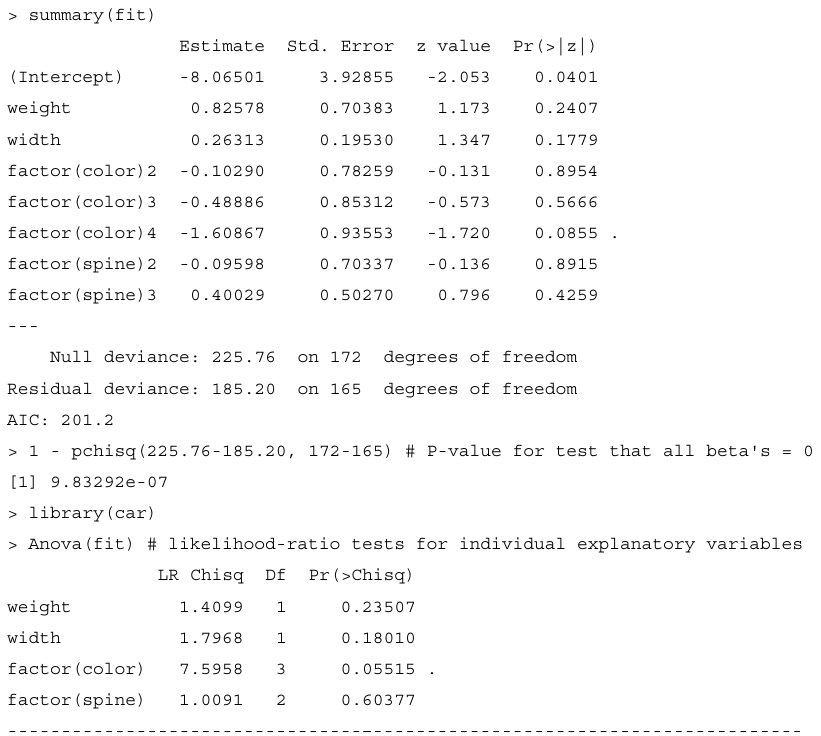 > summary(fit)
                Estimate  Std. Error  z value  Pr(>|z|)
(Intercept)     -8.06501     3.92855   -2.053    0.0401
weight           0.82578     0.70383    1.173    0.2407
width            0.26313     0.19530    1.347    0.1779
factor(color)2  -0.10290     0.78259   -0.131    0.8954
factor(color)3  -0.48886     0.85312   -0.573    0.5666
factor(color)4  -1.60867     0.93553   -1.720    0.0855 .
factor(spine)2  -0.09598     0.70337   -0.136    0.8915
factor(spine)3   0.40029     0.50270    0.796    0.4259
---
    Null deviance: 225.76  on 172  degrees of freedom
Residual deviance: 185.20  on 165  degrees of freedom
AIC: 201.2
> 1 - pchisq(225.76-185.20, 172-165) # P-value for test that all beta's = 0
[1] 9.83292e-07
> library(car)
> Anova(fit) # likelihood-ratio tests for individual explanatory variables
              LR Chisq  Df  Pr(>Chisq)
weight          1.4099   1     0.23507
width           1.7968   1     0.18010
factor(color)   7.5958   3     0.05515 .
factor(spine)   1.0091   2     0.60377
--------------------------------------------------------------------------